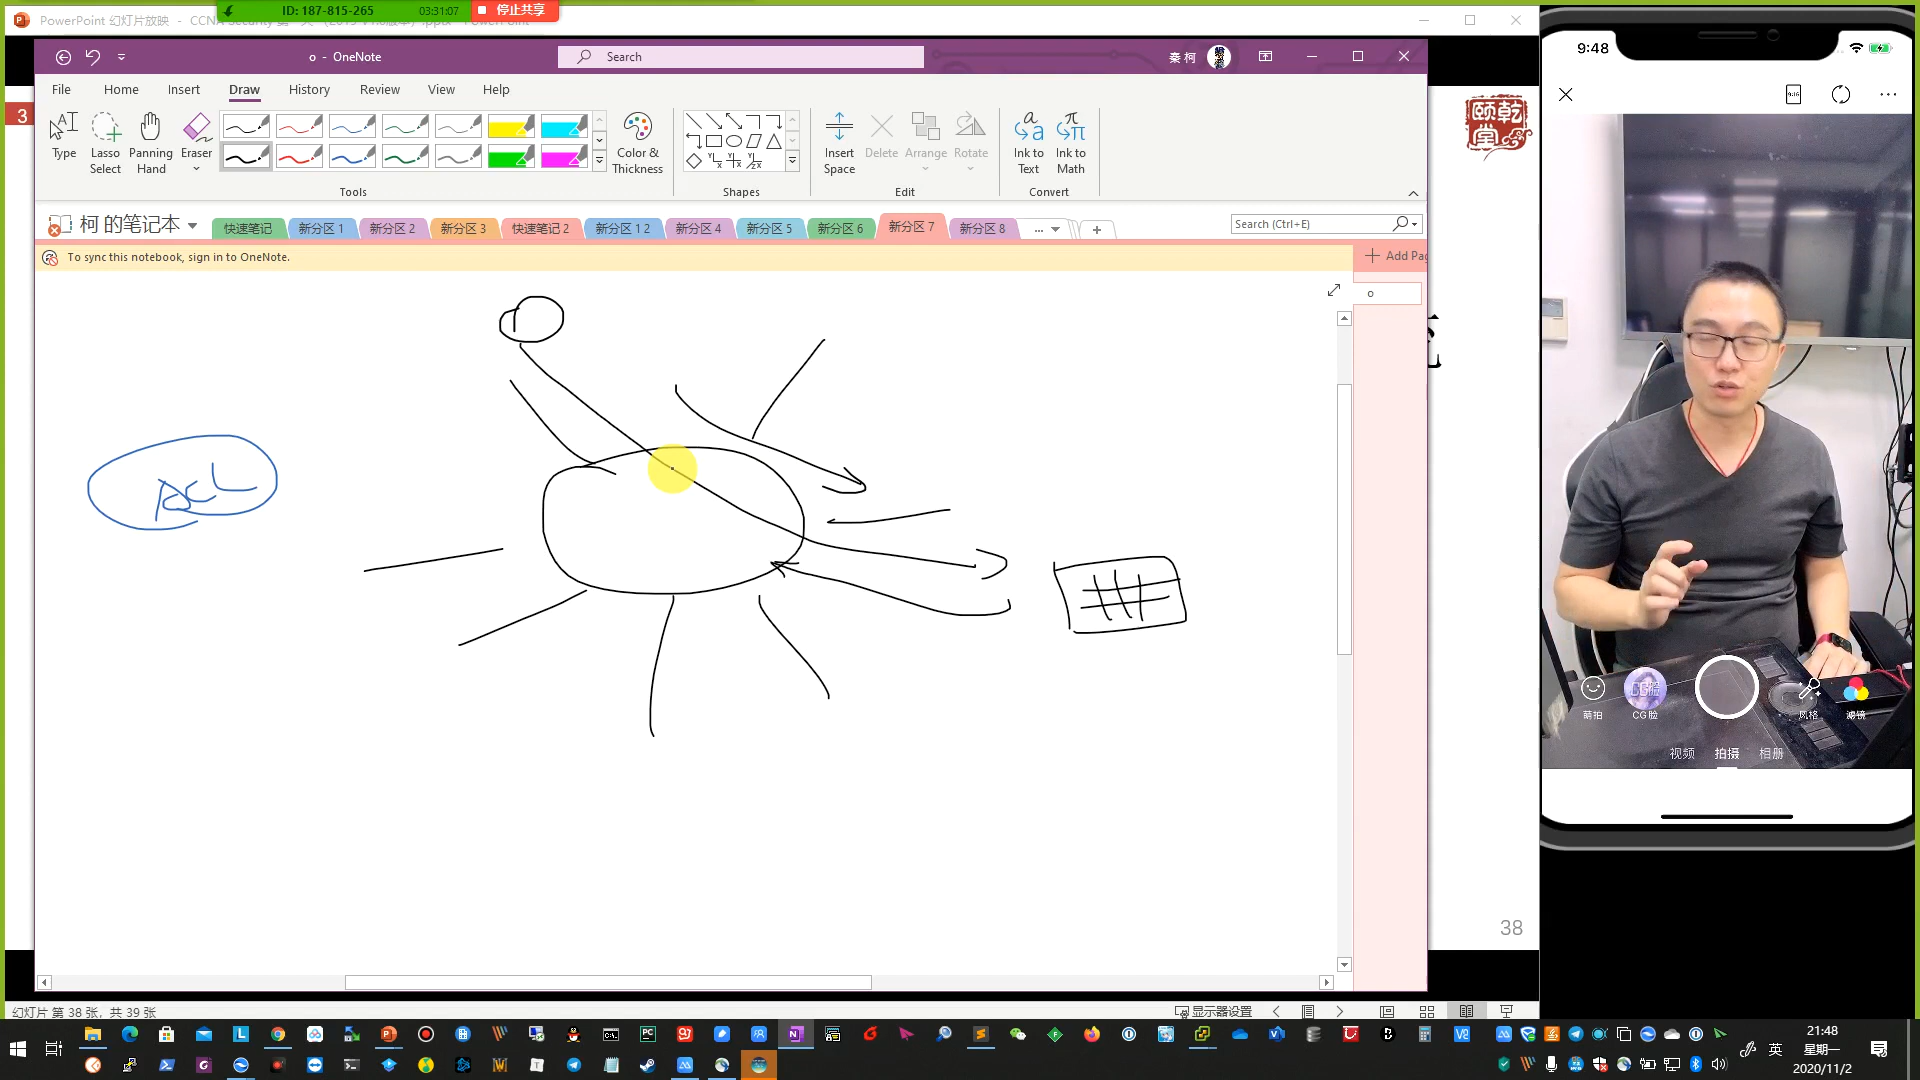 PowerPoint 幻灯片放映 - CCNA Security
ID: 187-815-265
03:31:07
停止共享
o - OneNote
Search
秦 柯
File
Home
Insert
Draw
History
Review
View
Help
Type
Lasso Select
Panning Hand
Eraser
Color & Thickness
Insert Space
Delete
Arrange
Rotate
Ink to Text
Ink to Math
Tools
Shapes
Edit
Convert
3
柯 的笔记本
快速笔记
新分区 1
新分区 2
新分区 3
快速笔记 2
新分区 1 2
新分区 4
新分区 5
新分区 6
新分区 7
新分区 8
...
Search (Ctrl+E)
To sync this notebook, sign in to OneNote.
Add Pag
o
ACL
颐乾堂
38
幻灯片 第 38 张，共 39 张
显示器设置
9:48
萌拍
CG脸
风格
滤镜
视频
拍摄
相册
英
21:48
星期一
2020/11/2